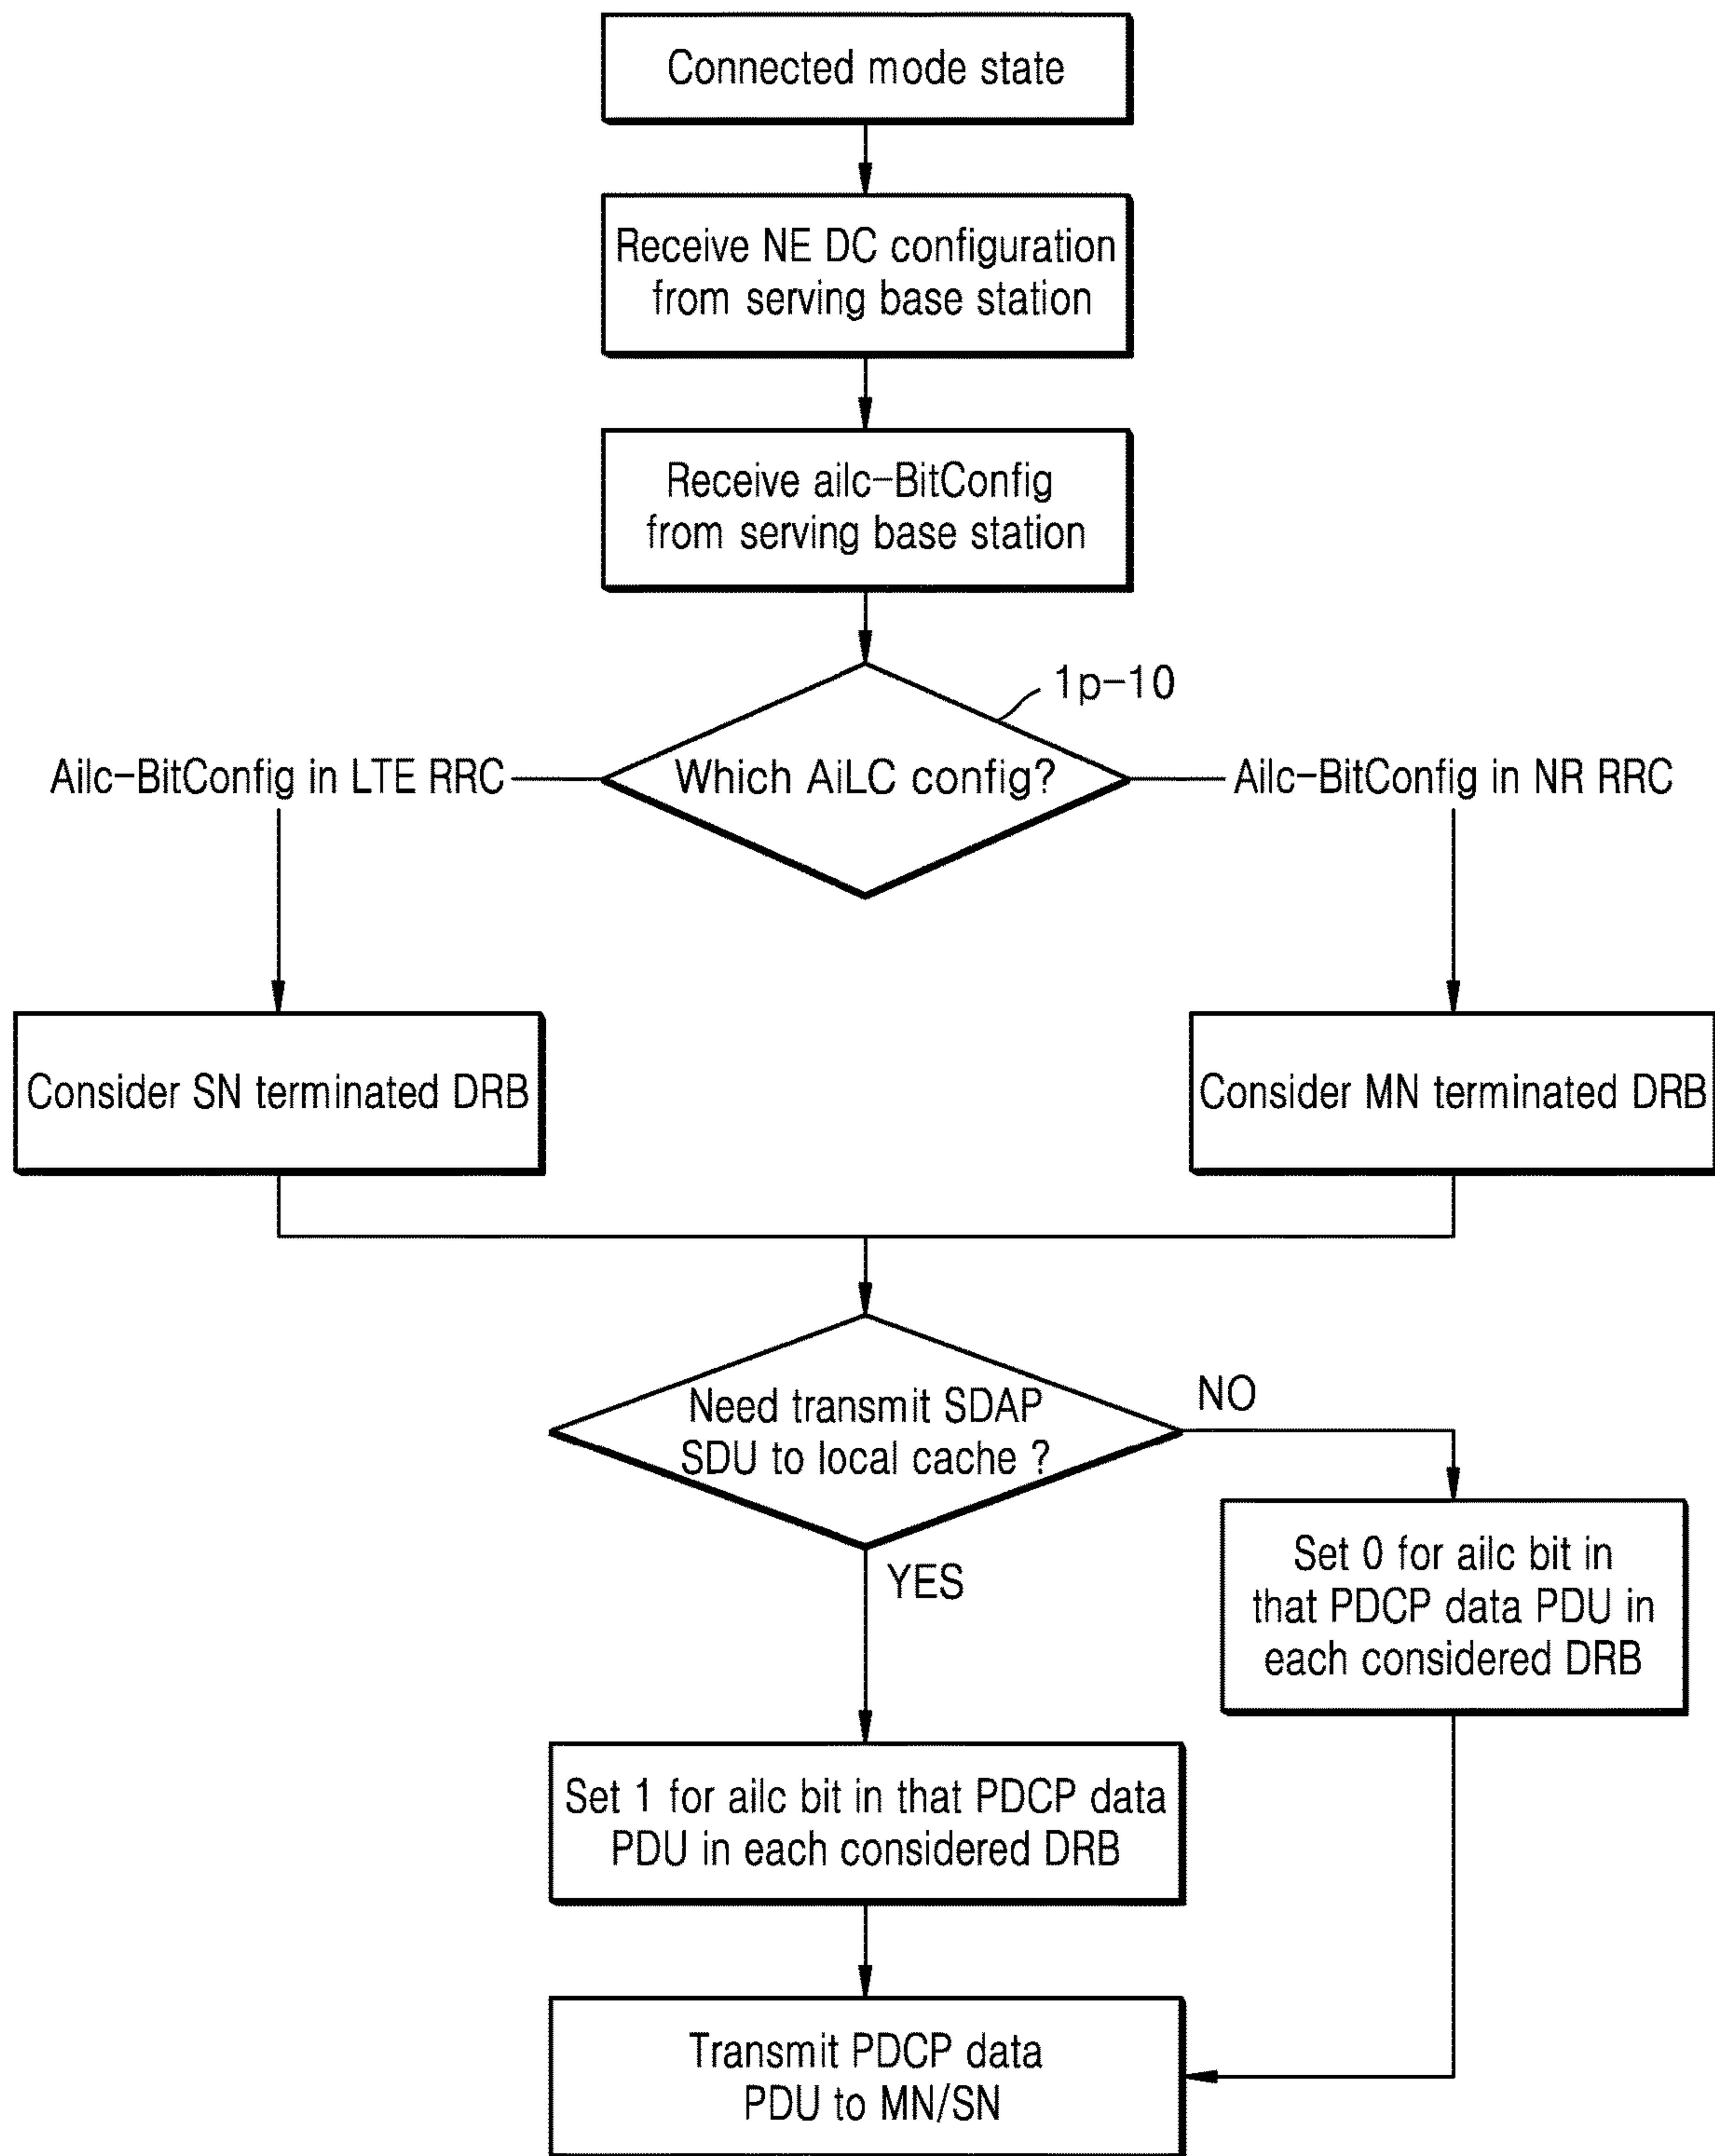 Connected mode state
Receive NE DC configuration
from serving base station
Receive ailc-BitConfig
from serving base station
1p-10
Ailc-BitConfig in LTE RRC
Which AiLC config?
Ailc-BitConfig in NR RRC
Consider SN terminated DRB
Consider MN terminated DRB
Need transmit SDAP
SDU to local cache ?
NO
YES
Set 0 for ailc bit in
that PDCP data PDU in
each considered DRB
Set 1 for ailc bit in that PDCP data
PDU in each considered DRB
Transmit PDCP data
PDU to MN/SN